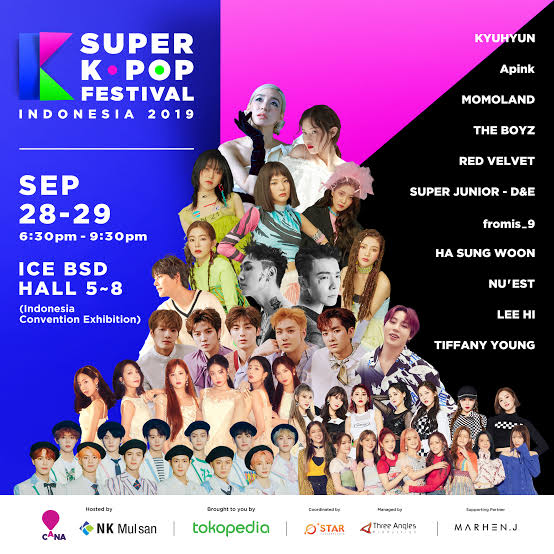 SUPER
K·POP
FESTIVAL
INDONESIA 2019
SEP
28-29
6:30pm - 9:30pm
ICE BSD
HALL 5~8
(Indonesia
Convention Exhibition)
KYUHYUN
Apink
MOMOLAND
THE BOYZ
RED VELVET
SUPER JUNIOR - D&E
fromis_9
HA SUNG WOON
NU'EST
LEE HI
TIFFANY YOUNG
CANA
Hosted by
NK Mulsan
Brought to you by
tokopedia
Coordinated by
STAR
Managed by
Three Angles
Supporting Partner
MARHEN.J